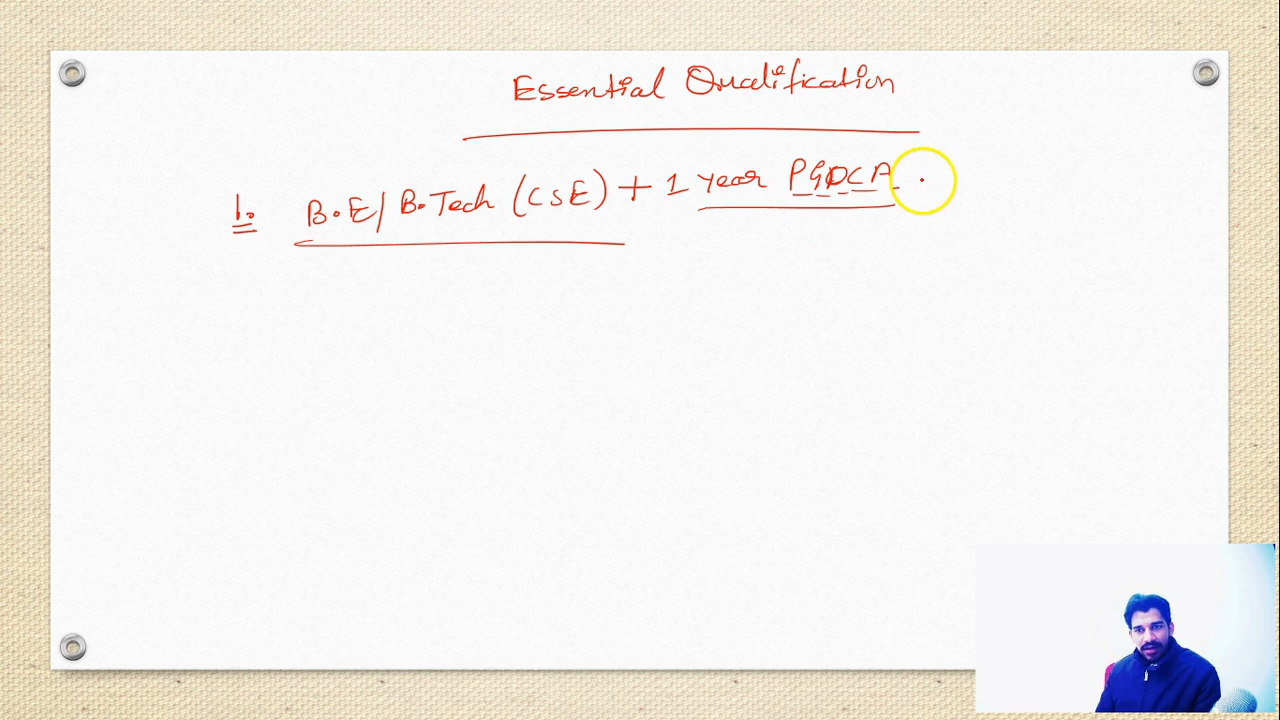 Essential Qualification
1. B.E/B.Tech (CSE) + 1 year PGDCA.